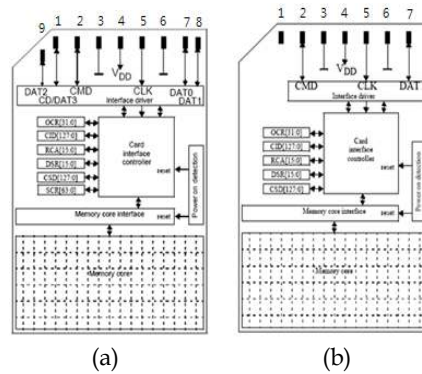 9 1 2 3 4 5 6 7 8
VDD
DAT2 CMD CLK DAT0
CD/DAT3 Interface driver DAT1
OCR[31:0]
CID[127:0]
RCA[15:0]
DSR[15:0]
CSD[127:0]
SCR[63:0]
Card
interface
controller
reset
Power on detection
Memory core interface reset
Memory core
(a)
1 2 3 4 5 6 7
VDD
CMD CLK DAT
Interface driver
OCR[31:0]
CID[127:0]
RCA[15:0]
DSR[15:0]
CSD[127:0]
Card
interface
controller
reset
Power on detection
Memory core interface reset
Memory core
(b)